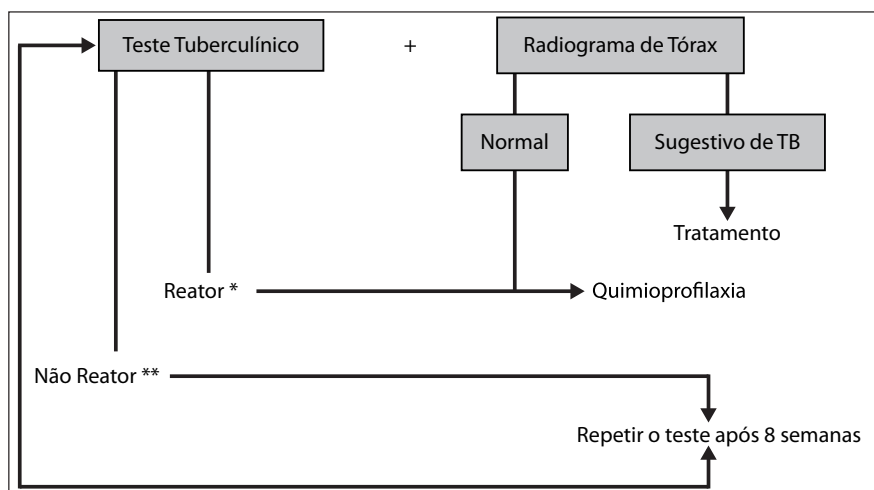 Teste Tuberculínico + Radiograma de Tórax
Normal Sugestivo de TB
Tratamento
Reator * Quimioprofilaxia
Não Reator **
Repetir o teste após 8 semanas